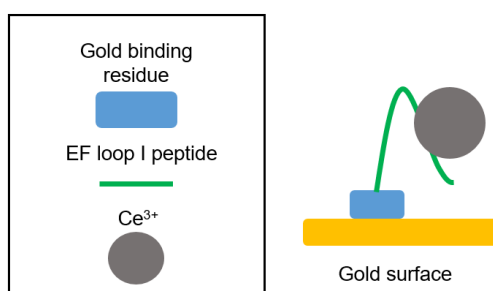 Gold binding
residue
EF loop I peptide
Ce³⁺
Gold surface